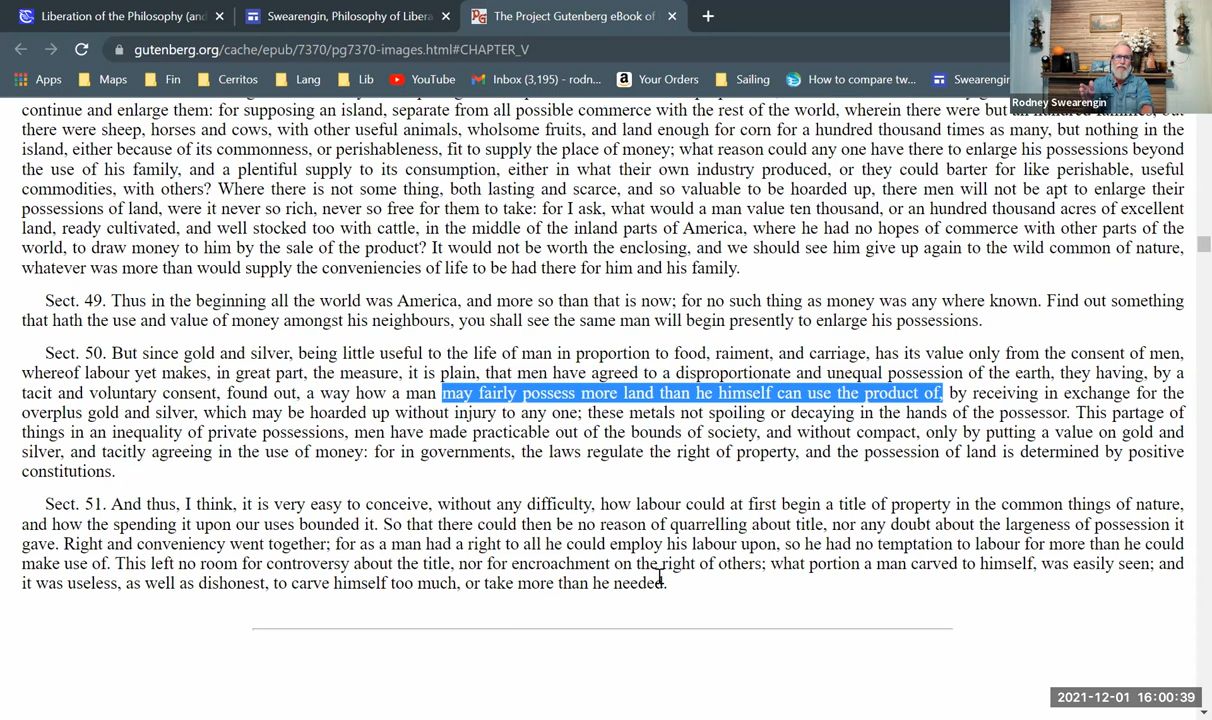 Liberation of the Philosophy (and
Swearengin, Philosophy of Libera
The Project Gutenberg eBook of
gutenberg.org/cache/epub/7370/pg7370-images.html#CHAPTER_V
Apps Maps Fin Cerritos Lang Lib YouTube Inbox (3,195) - rodn... Your Orders Sailing How to compare tw... Swearengin
Rodney Swearengin
continue and enlarge them: for supposing an island, separate from all possible commerce with the rest of the world, wherein there were but an hundred families, but
there were sheep, horses and cows, with other useful animals, wholsome fruits, and land enough for corn for a hundred thousand times as many, but nothing in the
island, either because of its commonness, or perishableness, fit to supply the place of money; what reason could any one have there to enlarge his possessions beyond
the use of his family, and a plentiful supply to its consumption, either in what their own industry produced, or they could barter for like perishable, useful
commodities, with others? Where there is not some thing, both lasting and scarce, and so valuable to be hoarded up, there men will not be apt to enlarge their
possessions of land, were it never so rich, never so free for them to take: for I ask, what would a man value ten thousand, or an hundred thousand acres of excellent
land, ready cultivated, and well stocked too with cattle, in the middle of the inland parts of America, where he had no hopes of commerce with other parts of the
world, to draw money to him by the sale of the product? It would not be worth the enclosing, and we should see him give up again to the wild common of nature,
whatever was more than would supply the conveniencies of life to be had there for him and his family.
Sect. 49. Thus in the beginning all the world was America, and more so than that is now; for no such thing as money was any where known. Find out something
that hath the use and value of money amongst his neighbours, you shall see the same man will begin presently to enlarge his possessions.
Sect. 50. But since gold and silver, being little useful to the life of man in proportion to food, raiment, and carriage, has its value only from the consent of men,
whereof labour yet makes, in great part, the measure, it is plain, that men have agreed to a disproportionate and unequal possession of the earth, they having, by a
tacit and voluntary consent, found out, a way how a man may fairly possess more land than he himself can use the product of, by receiving in exchange for the
overplus gold and silver, which may be hoarded up without injury to any one; these metals not spoiling or decaying in the hands of the possessor. This partage of
things in an inequality of private possessions, men have made practicable out of the bounds of society, and without compact, only by putting a value on gold and
silver, and tacitly agreeing in the use of money: for in governments, the laws regulate the right of property, and the possession of land is determined by positive
constitutions.
Sect. 51. And thus, I think, it is very easy to conceive, without any difficulty, how labour could at first begin a title of property in the common things of nature,
and how the spending it upon our uses bounded it. So that there could then be no reason of quarrelling about title, nor any doubt about the largeness of possession it
gave. Right and conveniency went together; for as a man had a right to all he could employ his labour upon, so he had no temptation to labour for more than he could
make use of. This left no room for controversy about the title, nor for encroachment on the right of others; what portion a man carved to himself, was easily seen; and
it was useless, as well as dishonest, to carve himself too much, or take more than he needed.
2021-12-01 16:00:39